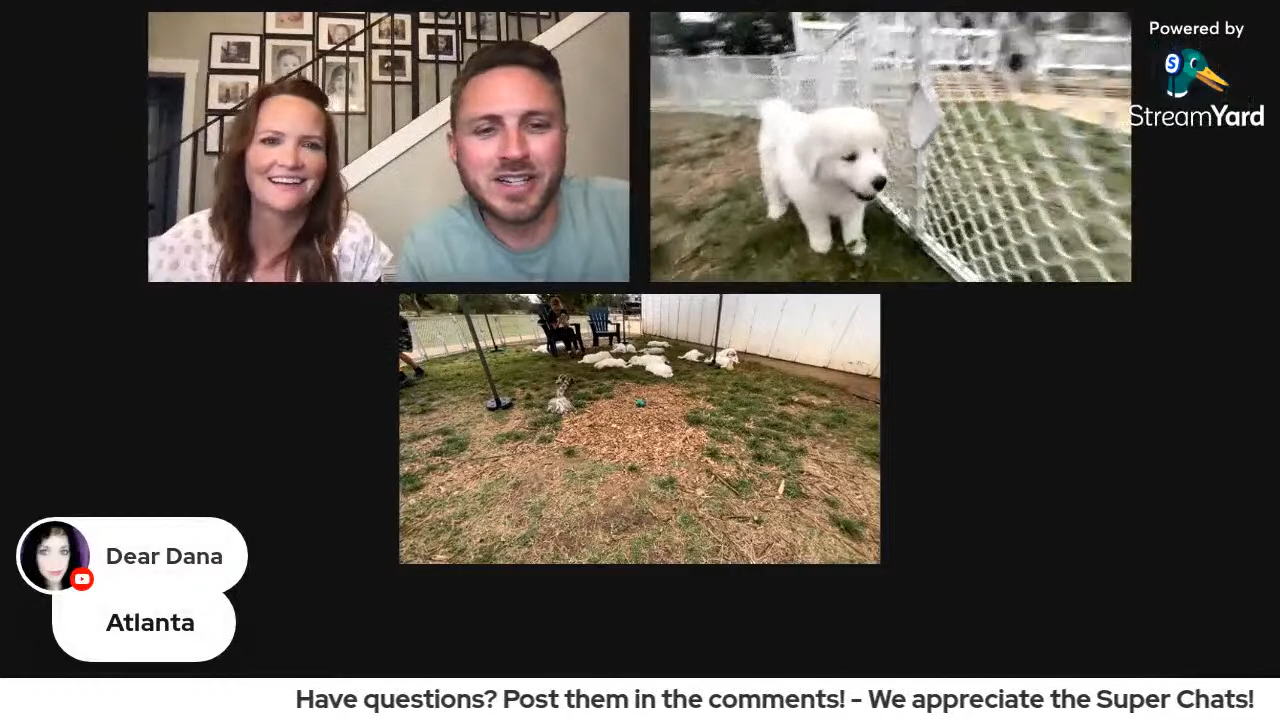 Powered by
S
StreamYard
Dear Dana
Atlanta
Have questions? Post them in the comments! - We appreciate the Super Chats!